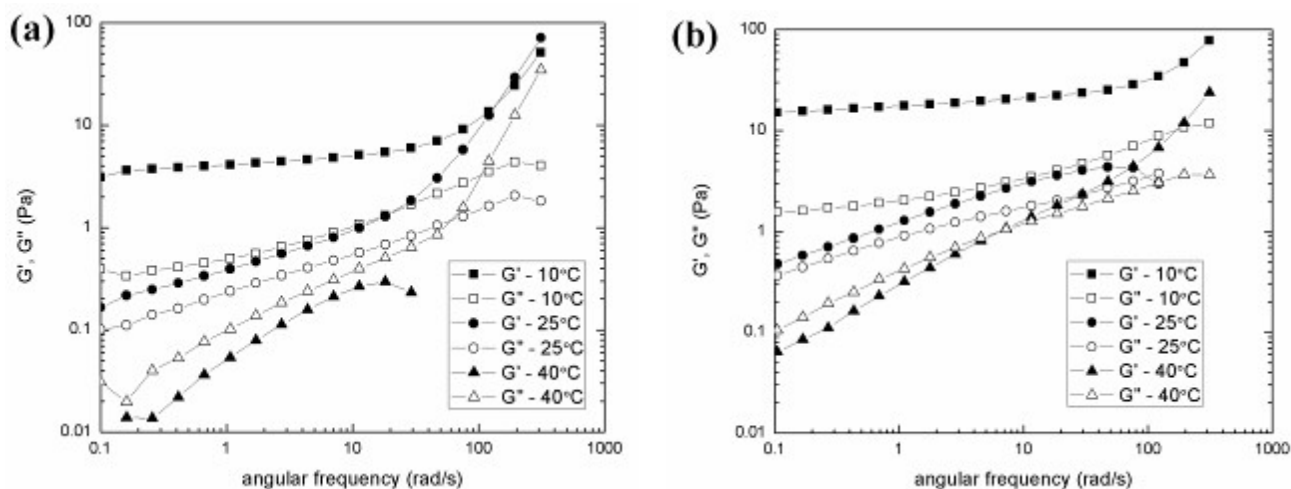 (a)
100
10
1
0.1
0.01
G', G'' (Pa)
G' - 10°C
G'' - 10°C
G' - 25°C
G'' - 25°C
G' - 40°C
G'' - 40°C
0.1 1 10 100 1000
angular frequency (rad/s)
(b)
100
10
1
0.1
0.01
G', G'' (Pa)
G' - 10°C
G'' - 10°C
G' - 25°C
G'' - 25°C
G' - 40°C
G'' - 40°C
0.1 1 10 100 1000
angular frequency (rad/s)